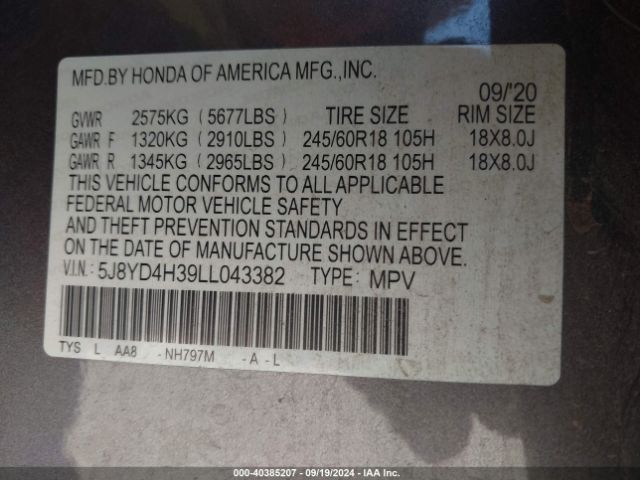 MFD.BY HONDA OF AMERICA MFG.,INC.
09/'20
GVWR 2575KG (5677LBS) TIRE SIZE RIM SIZE
GAWR F 1320KG (2910LBS) 245/60R18 105H 18X8.0J
GAWR R 1345KG (2965LBS) 245/60R18 105H 18X8.0J
THIS VEHICLE CONFORMS TO ALL APPLICABLE
FEDERAL MOTOR VEHICLE SAFETY
AND THEFT PREVENTION STANDARDS IN EFFECT
ON THE DATE OF MANUFACTURE SHOWN ABOVE.
V.I.N: 5J8YD4H39LL043382 TYPE: MPV
TYS L AA8 - NH797M - A - L
000-40385207 - 09/19/2024 - IAA Inc.